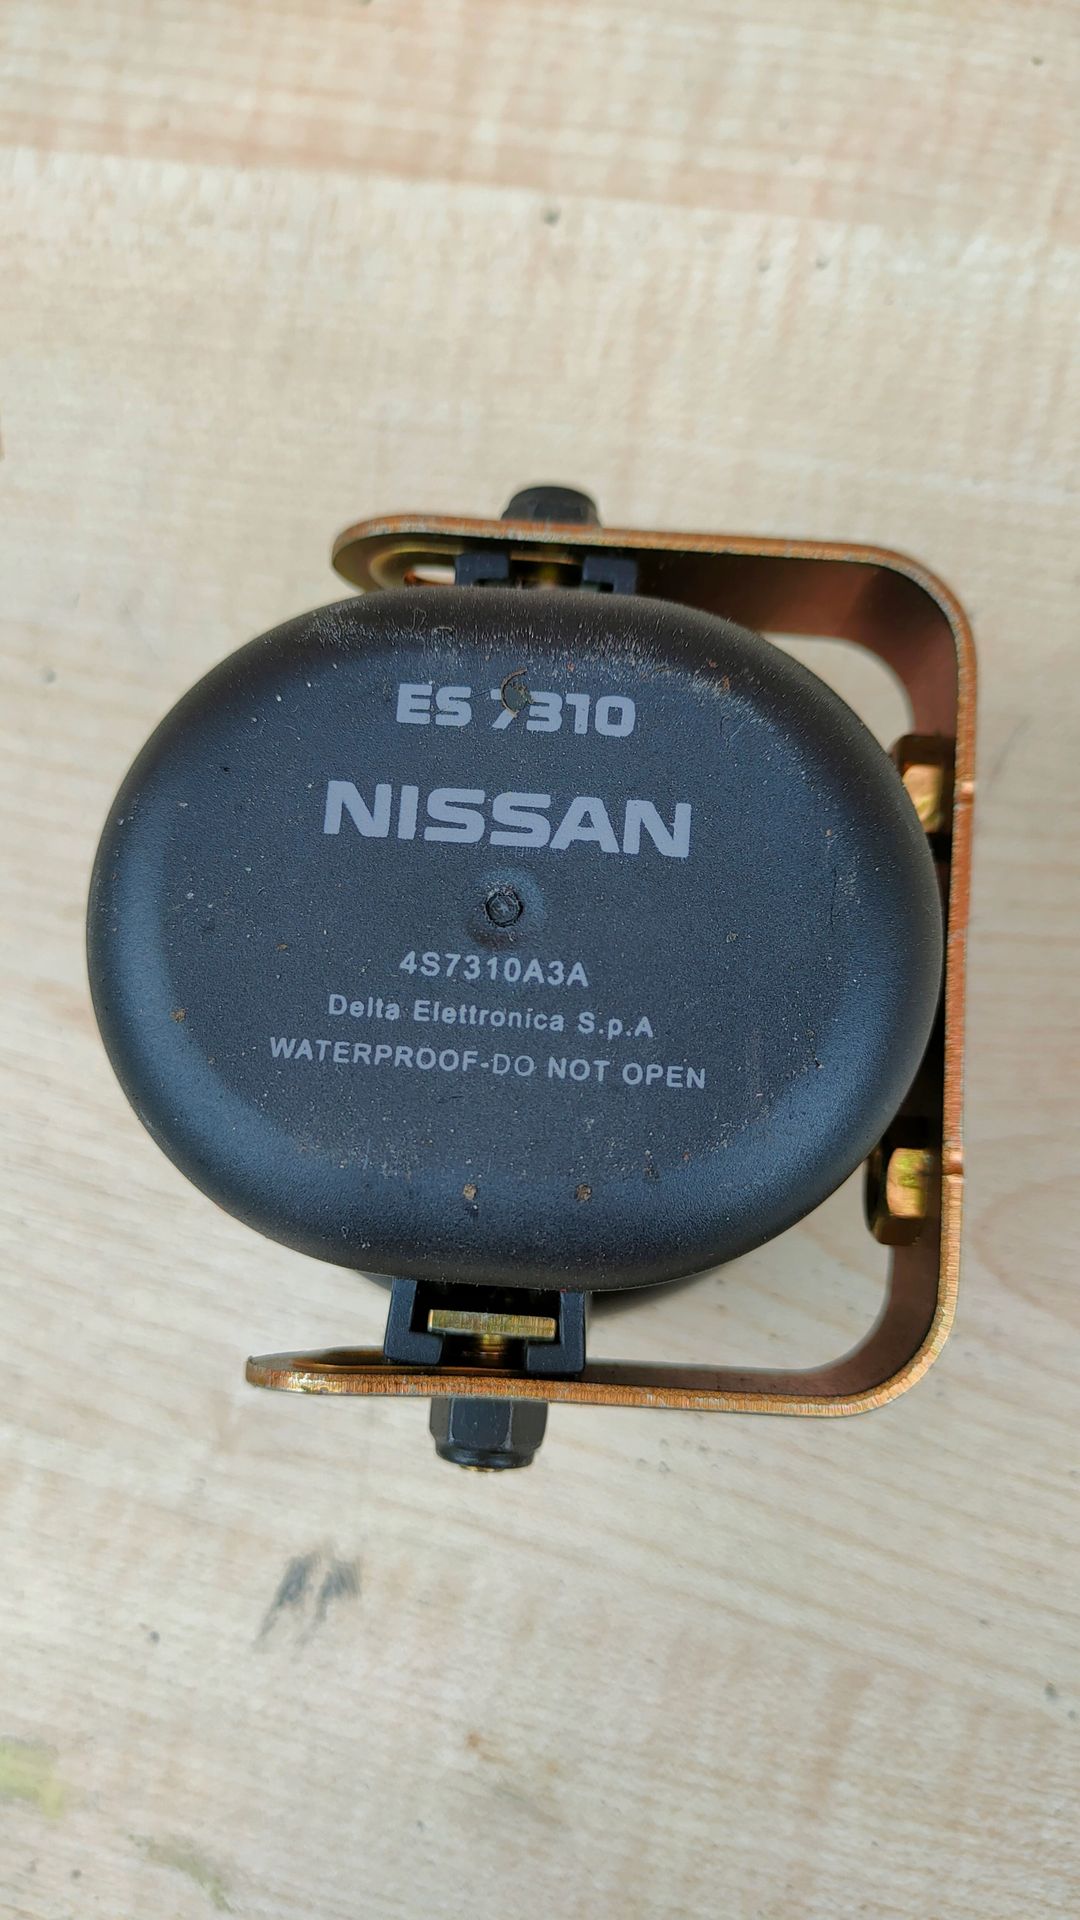 ES 7310
NISSAN
4S7310A3A
Delta Elettronica S.p.A
WATERPROOF-DO NOT OPEN